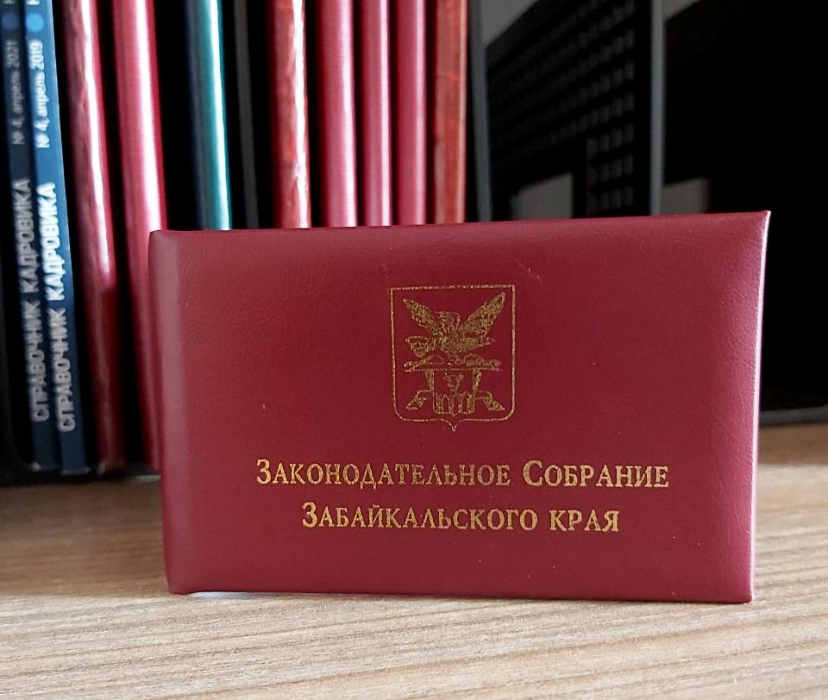 № 4, апрель 2021
СПРАВОЧНИК КАДРОВИКА
№ 4, апрель 2019
СПРАВОЧНИК КАДРОВИКА
Законодательное Собрание
Забайкальского края